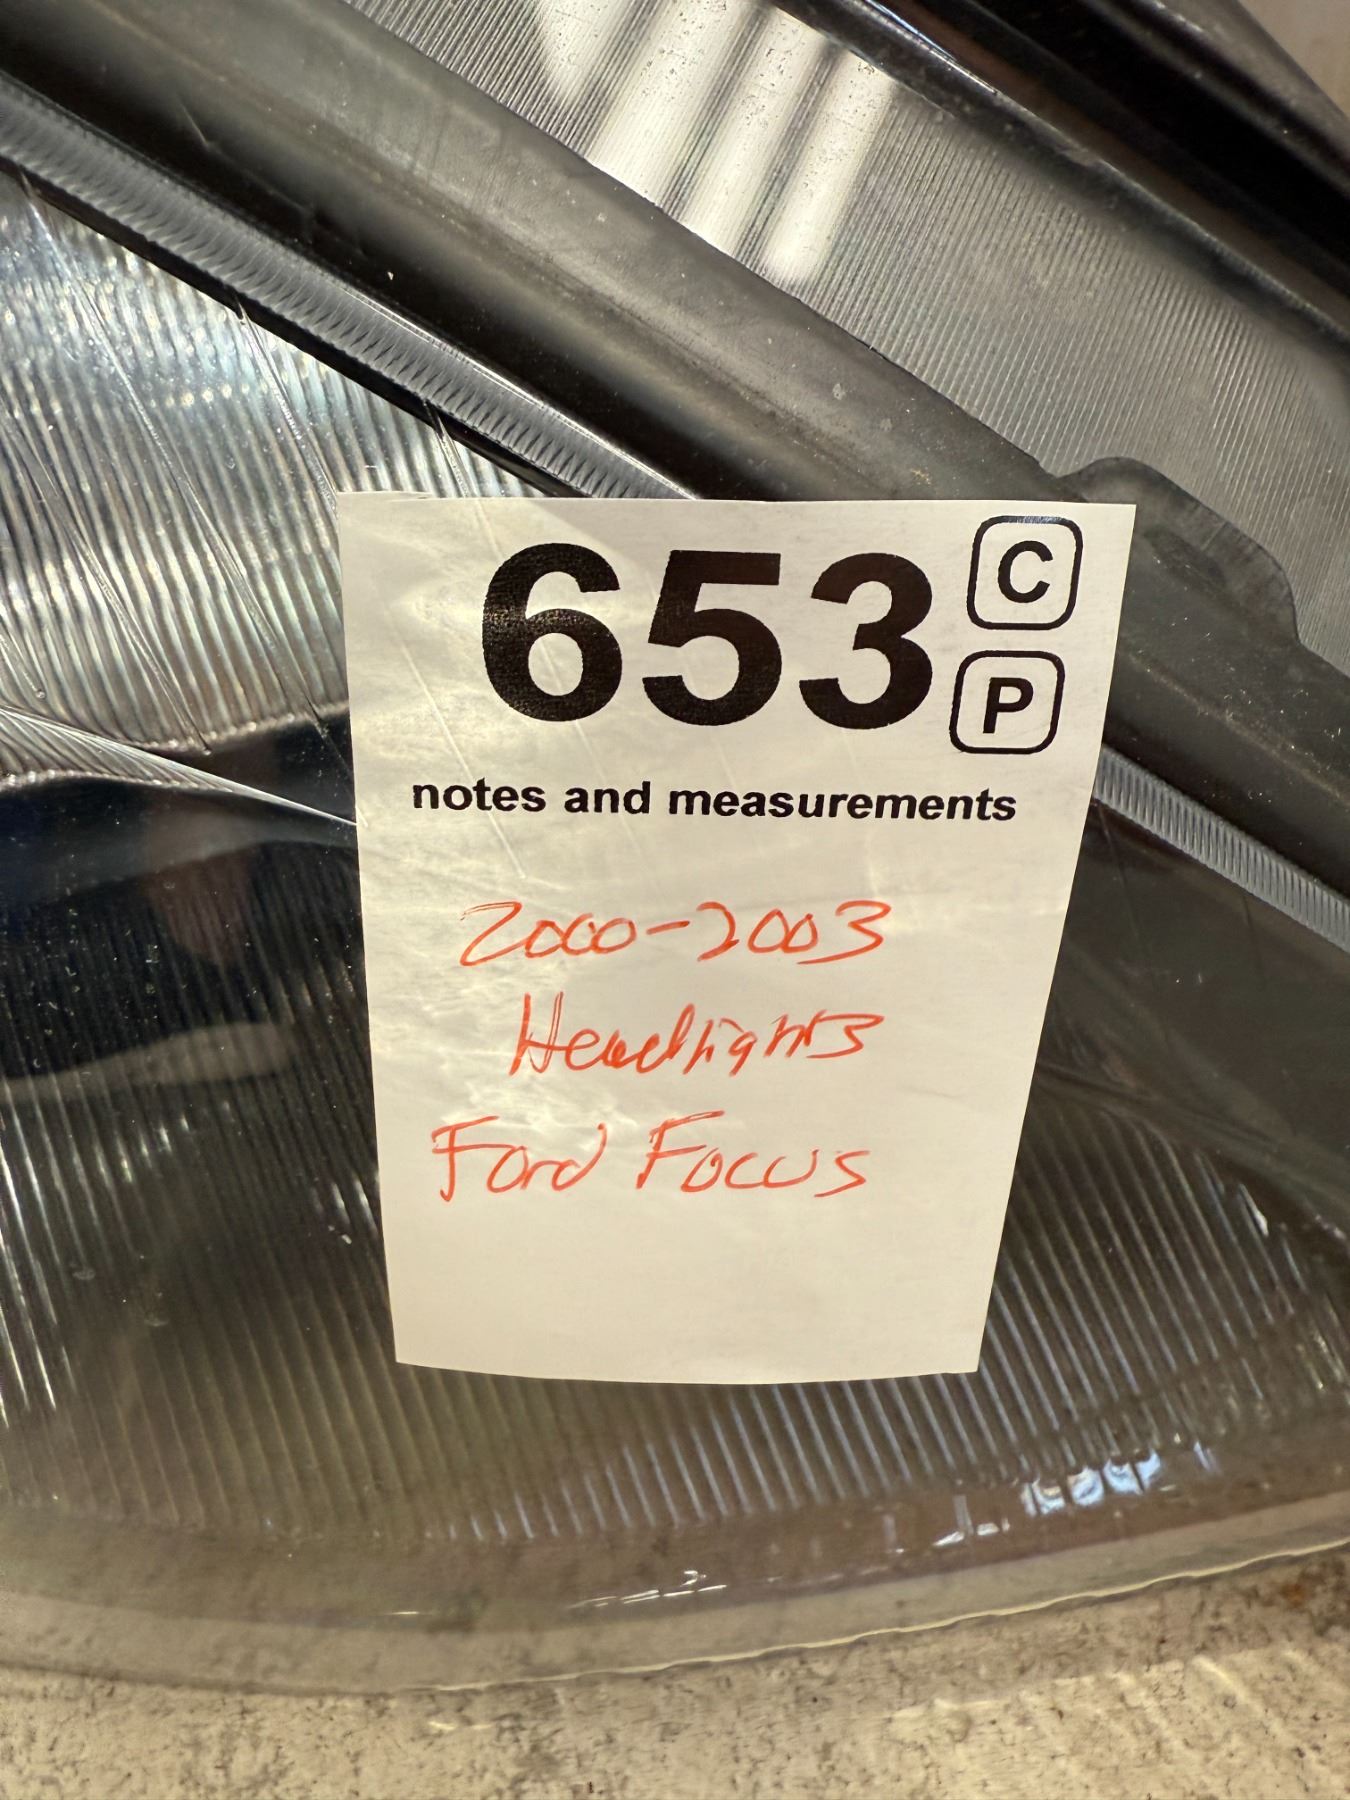 653
C
P
notes and measurements
2000-2003
Headlights
Ford Focus